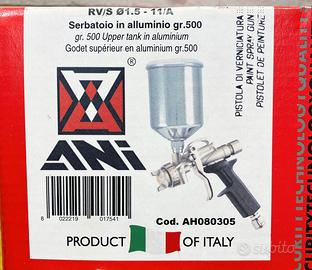 RV/S Ø1.5 - 11/A
Serbatoio in alluminio gr.500
gr. 500 Upper tank in aluminium
Godet supérieur en aluminium gr.500
®
ANi
PISTOLA DI VERNICIATURA
PAINT SPRAY GUN
PISTOLET DE PEINTURE
8 022219 017541
Cod. AH080305
PRODUCT OF ITALY
subito